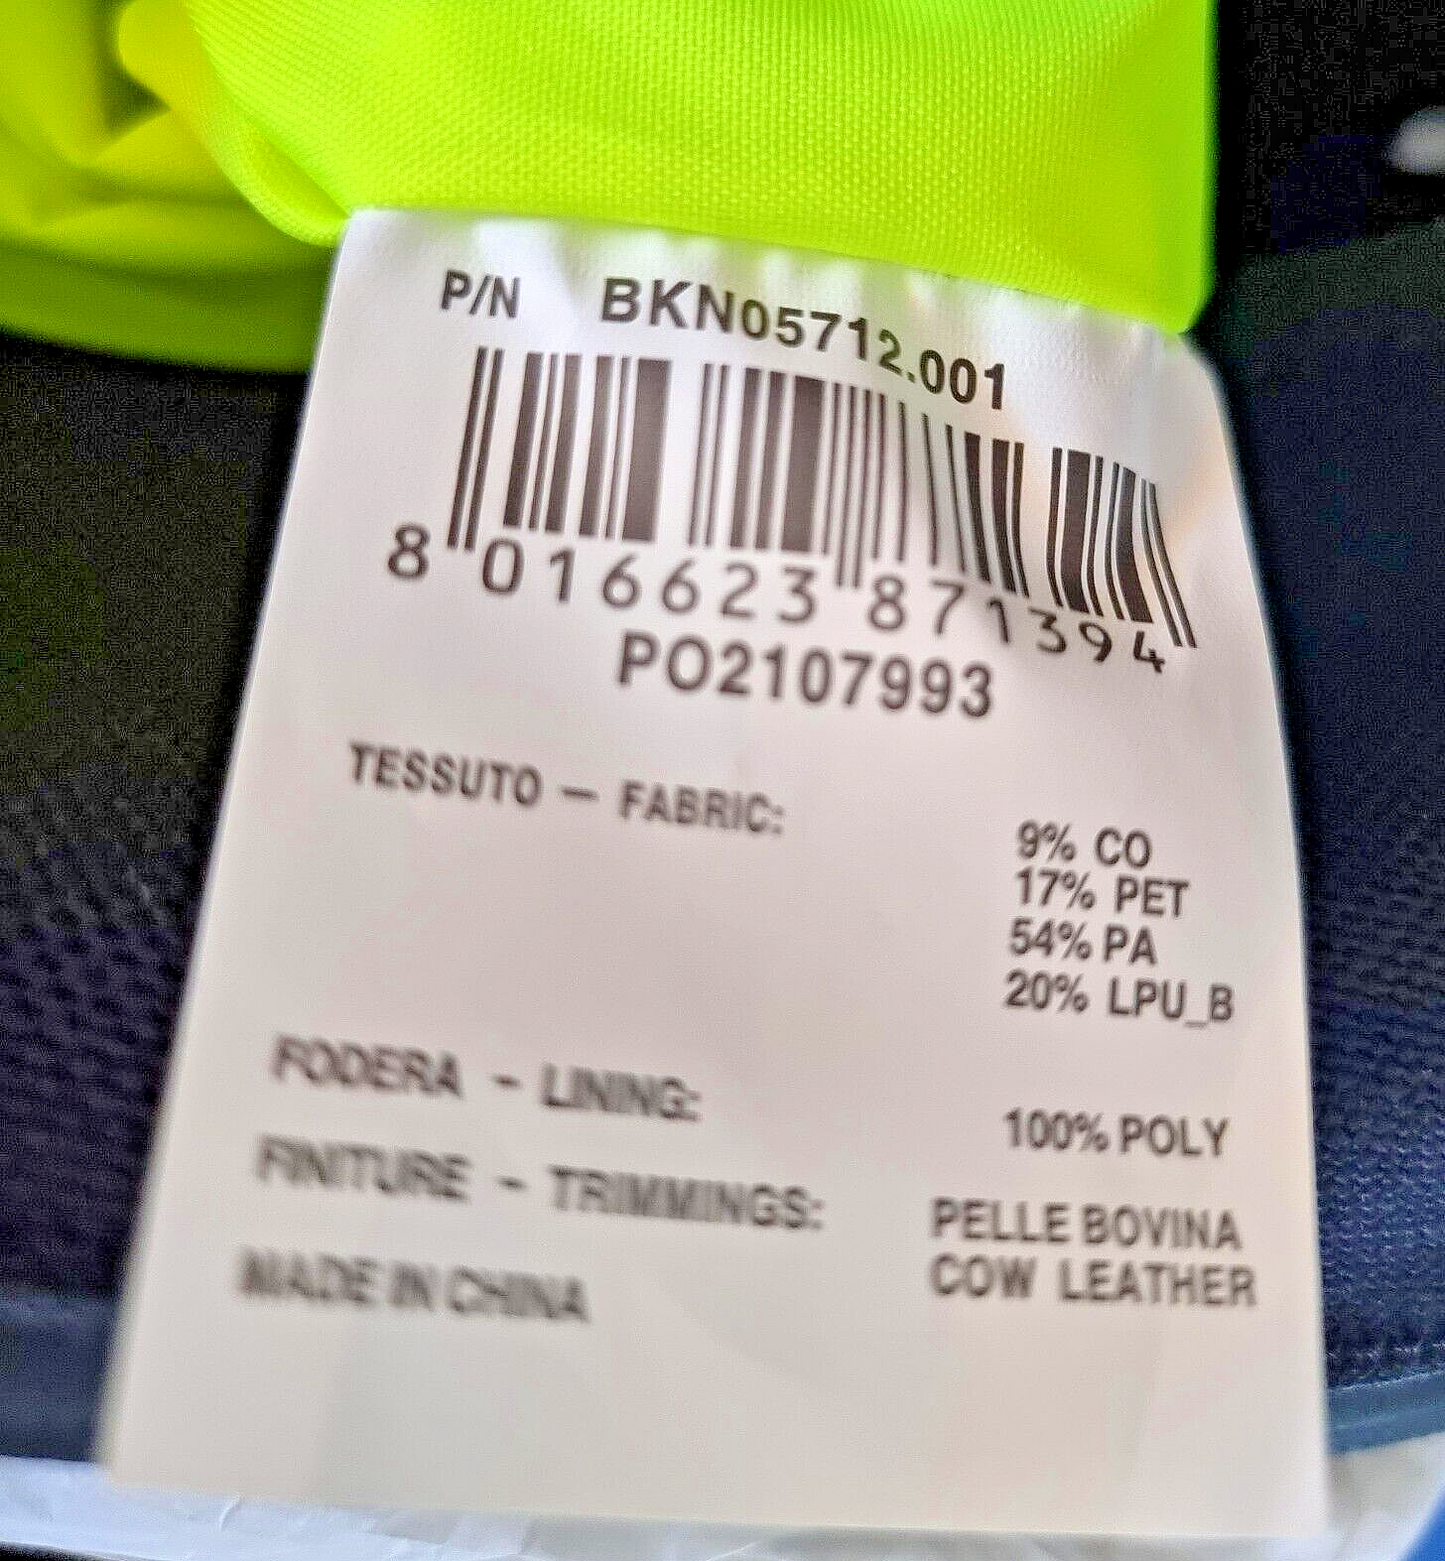 P/N BKN05712.001
8 016623 871394
PO2107993
TESSUTO — FABRIC:
9% CO
17% PET
54% PA
20% LPU_B
FODERA - LINING: 100% POLY
FINITURE - TRIMMINGS: PELLE BOVINA
COW LEATHER
MADE IN CHINA